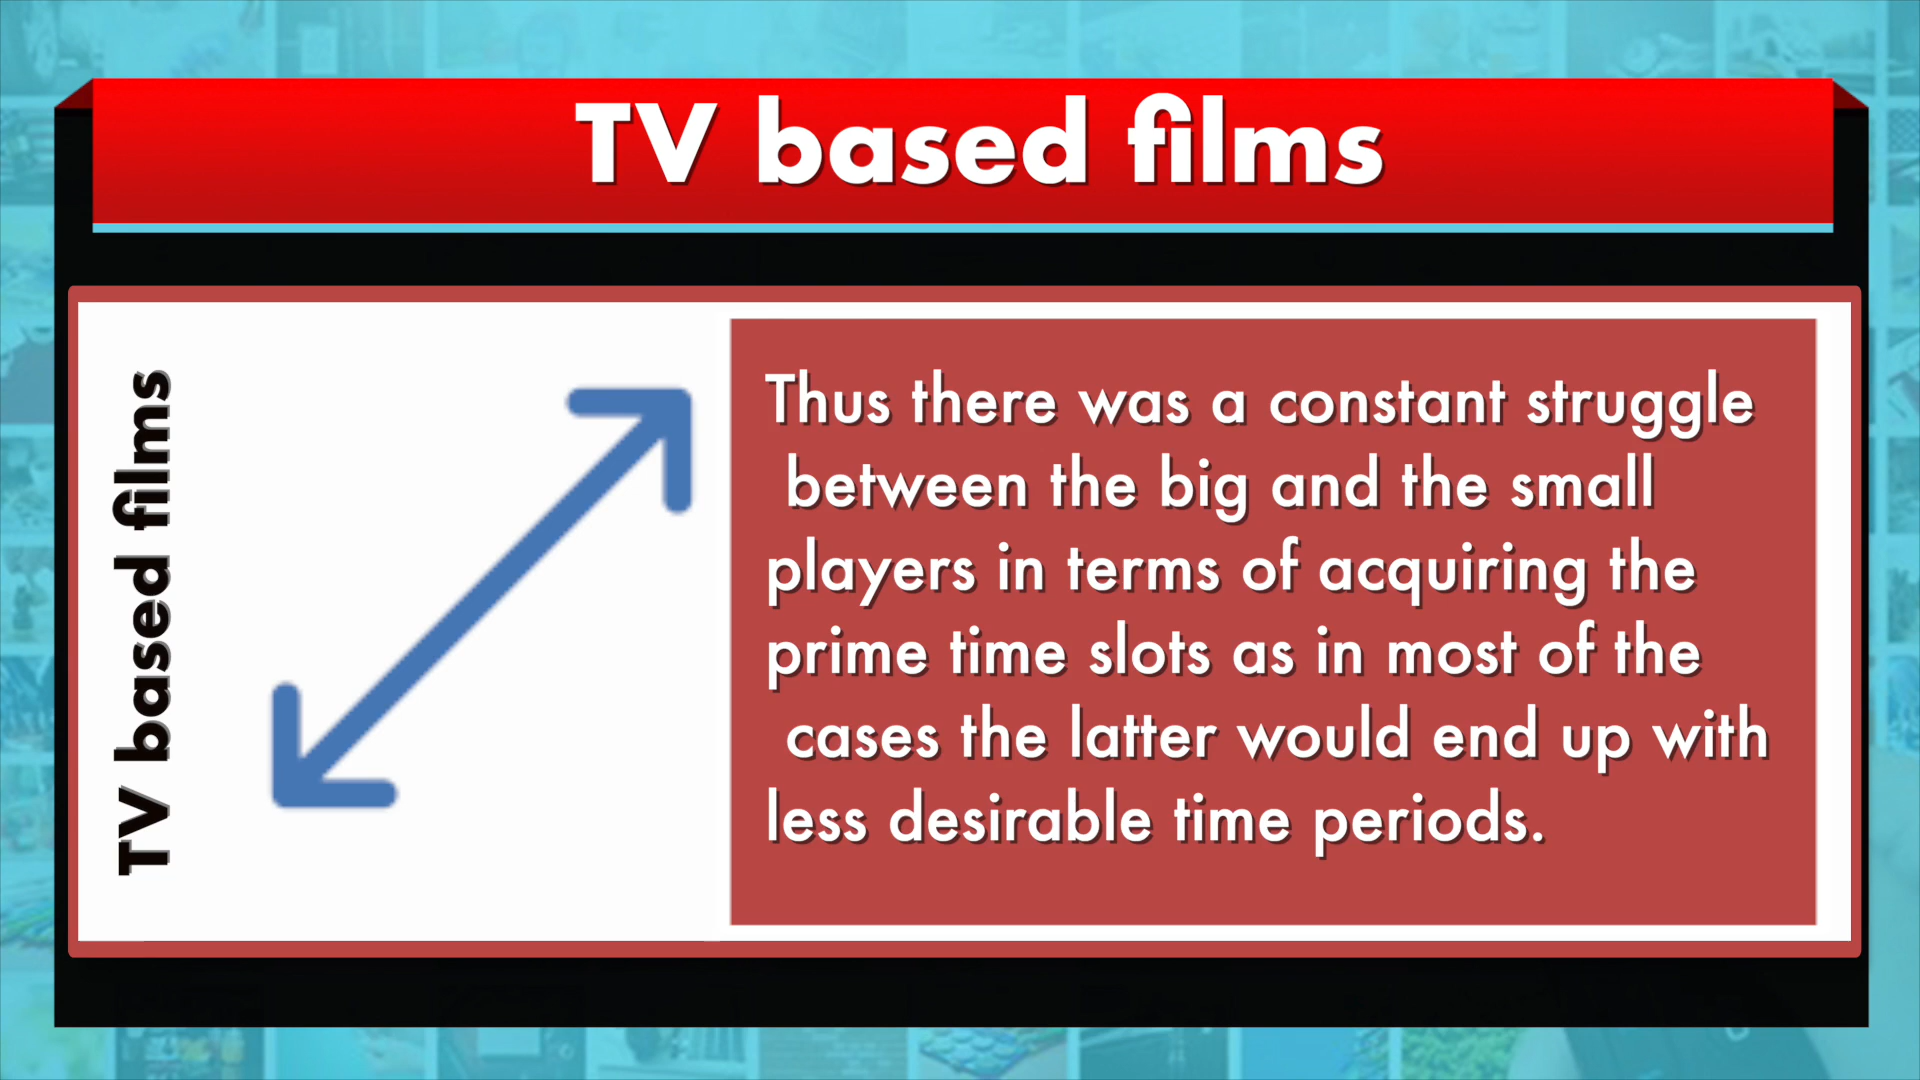 TV based films
TV based films
Thus there was a constant struggle
between the big and the small
players in terms of acquiring the
prime time slots as in most of the
cases the latter would end up with
less desirable time periods.